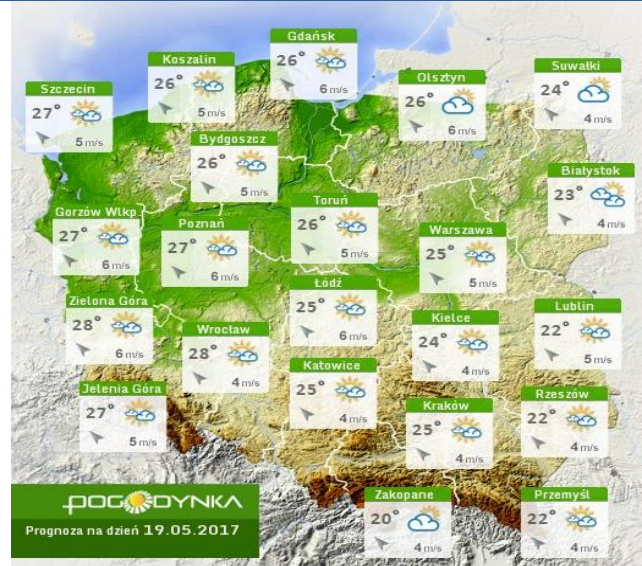 Gdańsk
26°
6 m/s
Koszalin
26°
5 m/s
Suwałki
24°
4 m/s
Olsztyn
26°
6 m/s
Szczecin
27°
5 m/s
Bydgoszcz
26°
5 m/s
Białystok
23°
4 m/s
Toruń
26°
5 m/s
Gorzów Wlkp.
27°
6 m/s
Poznań
27°
6 m/s
Warszawa
25°
5 m/s
Łódź
25°
6 m/s
Zielona Góra
28°
6 m/s
Lublin
22°
5 m/s
Kielce
24°
4 m/s
Wrocław
28°
4 m/s
Katowice
25°
4 m/s
Jelenia Góra
27°
5 m/s
Rzeszów
22°
4 m/s
Kraków
25°
4 m/s
Zakopane
20°
4 m/s
Przemyśl
22°
4 m/s
POGODYNKA
Prognoza na dzień 19.05.2017